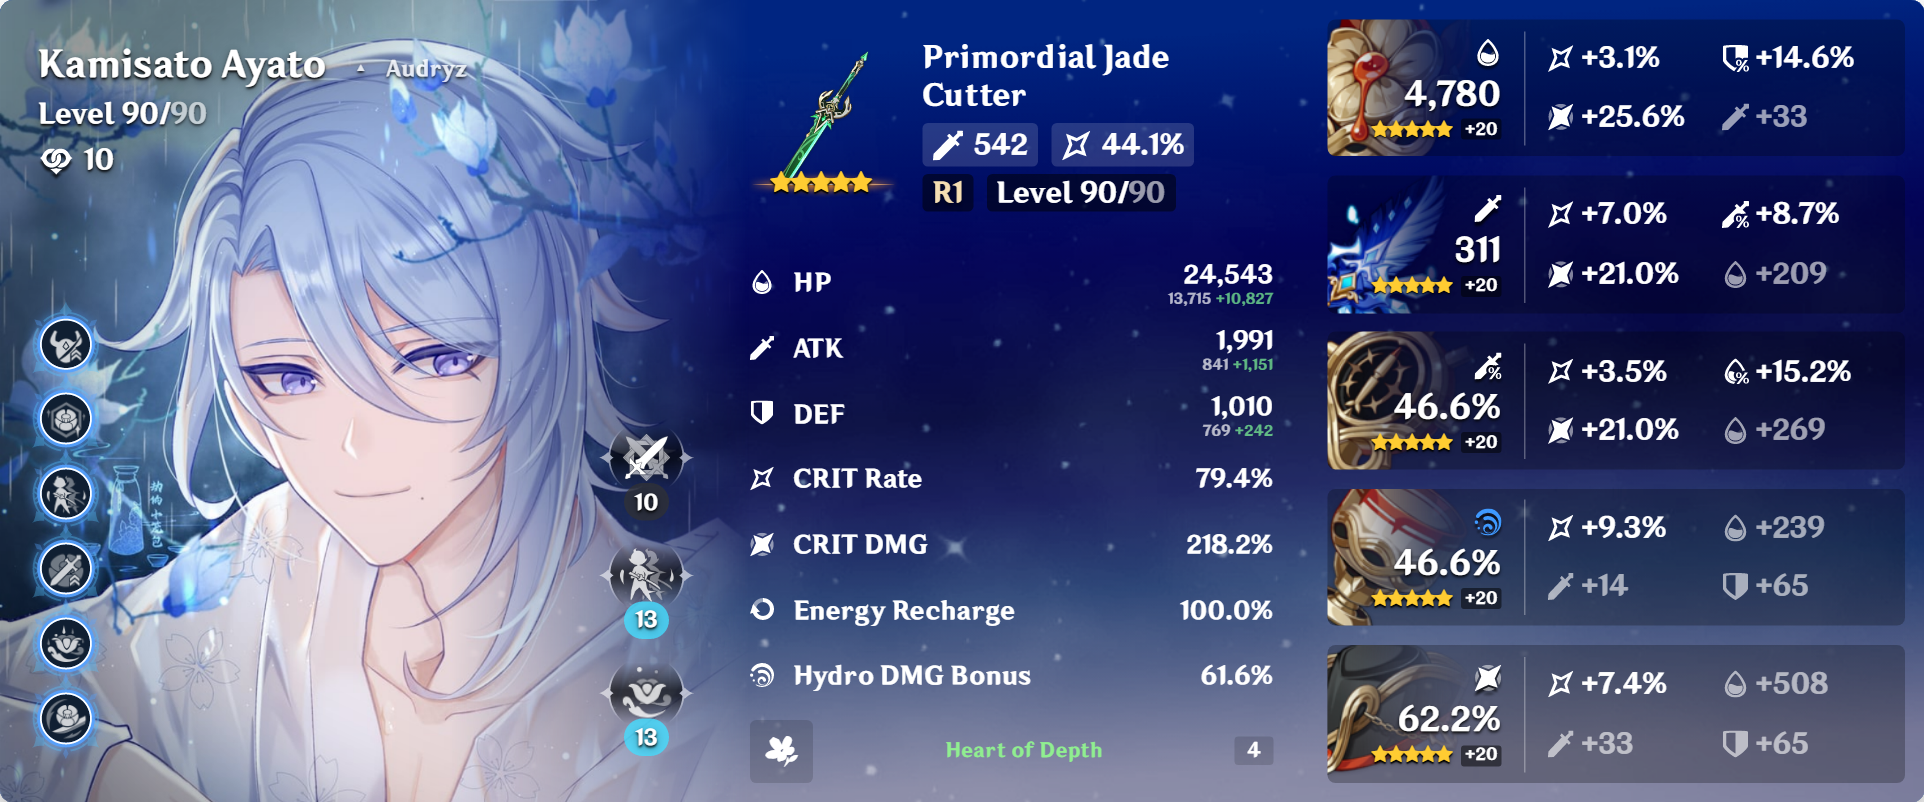 Kamisato Ayato • Audryz
Level 90/90
10
10
13
13
Primordial Jade
Cutter
542 44.1%
R1 Level 90/90
HP 24,543
13,715 +10,827
ATK 1,991
841 +1,151
DEF 1,010
769 +242
CRIT Rate 79.4%
CRIT DMG 218.2%
Energy Recharge 100.0%
Hydro DMG Bonus 61.6%
Heart of Depth 4
4,780
+20
+3.1% +14.6%
+25.6% +33
311
+20
+7.0% +8.7%
+21.0% +209
46.6%
+20
+3.5% +15.2%
+21.0% +269
46.6%
+20
+9.3% +239
+14 +65
62.2%
+20
+7.4% +508
+33 +65